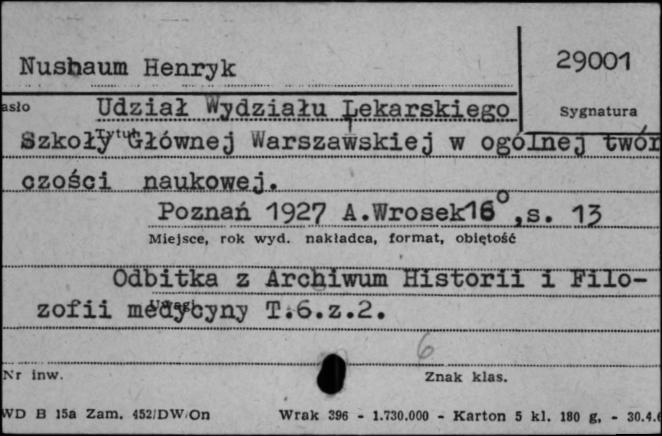 Nusbaum Henryk
29001
asło
Udział Wydziału Lekarskiego
Sygnatura
Tytuł
Szkoły Głównej Warszawskiej w ogólnej twór
czości naukowej.
Poznań 1927 A.Wrosek16°,s. 13
Miejsce, rok wyd. nakładca, format, objętość
Odbitka z Archiwum Historii i Filo-
Uwagi
zofii medycyny T.6.z.2.
6
Nr inw.
Znak klas.
WD B 15a Zam. 452/DW/On Wrak 396 - 1.730.000 - Karton 5 kl. 180 g, - 30.4.6